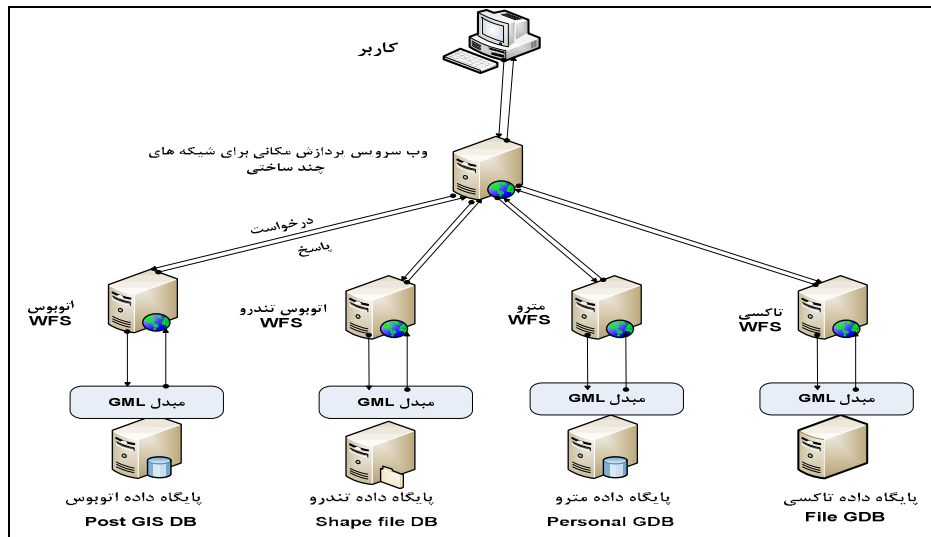 کاربر
وب سرویس پردازش مکانی برای شبکه های
چند ساختی
درخواست
پاسخ
اتوبوس
WFS
اتوبوس تندرو
WFS
مترو
WFS
تاکسی
WFS
مبدل GML
مبدل GML
مبدل GML
مبدل GML
پایگاه داده اتوبوس
Post GIS DB
پایگاه داده تندرو
Shape file DB
پایگاه داده مترو
Personal GDB
پایگاه داده تاکسی
File GDB